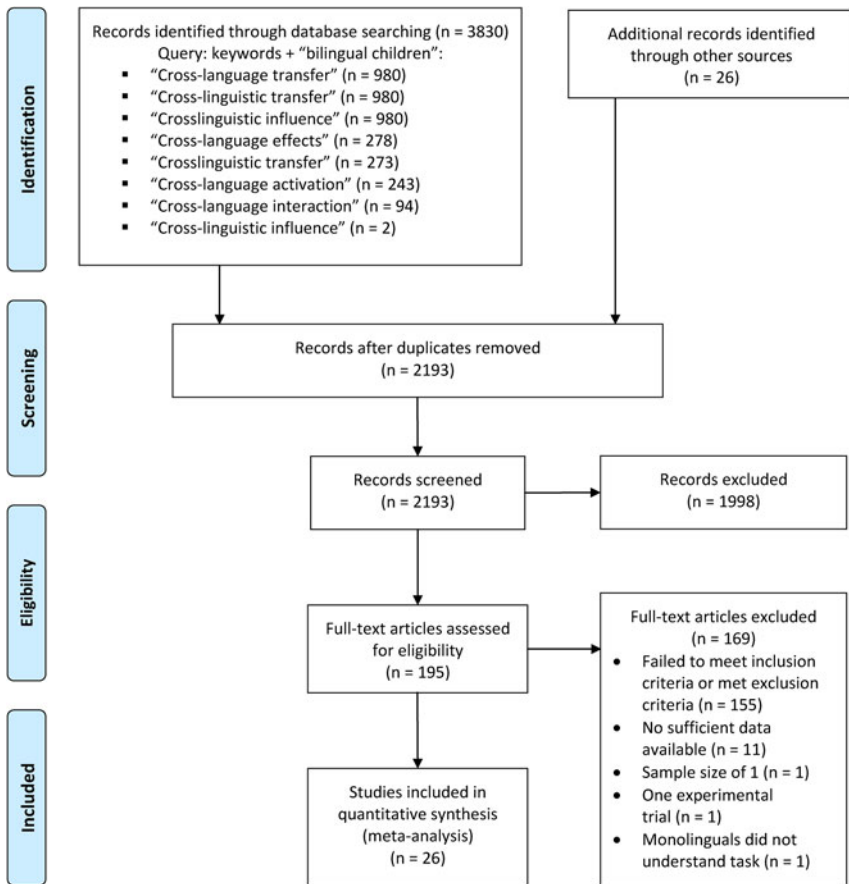 Identification
Records identified through database searching (n = 3830)
Query: keywords + “bilingual children”:
▪ “Cross-language transfer” (n = 980)
▪ “Cross-linguistic transfer” (n = 980)
▪ “Crosslinguistic influence” (n = 980)
▪ “Cross-language effects” (n = 278)
▪ “Crosslinguistic transfer” (n = 273)
▪ “Cross-language activation” (n = 243)
▪ “Cross-language interaction” (n = 94)
▪ “Cross-linguistic influence” (n = 2)
Additional records identified
through other sources
(n = 26)
Screening
Records after duplicates removed
(n = 2193)
Records screened
(n = 2193)
Records excluded
(n = 1998)
Eligibility
Full-text articles assessed
for eligibility
(n = 195)
Full-text articles excluded
(n = 169)
• Failed to meet inclusion
criteria or met exclusion
criteria (n = 155)
• No sufficient data
available (n = 11)
• Sample size of 1 (n = 1)
• One experimental
trial (n = 1)
• Monolinguals did not
understand task (n = 1)
Included
Studies included in
quantitative synthesis
(meta-analysis)
(n = 26)